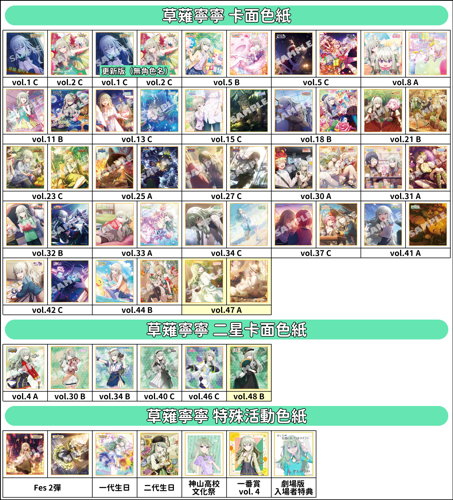 草薙寧寧 卡面色紙
更新版（無角色名）
vol.1 C vol.2 C vol.1 C vol.2 C vol.5 B vol.5 C vol.8 A
vol.11 B vol.13 C vol.15 C vol.18 B vol.21 B
vol.23 C vol.25 A vol.27 C vol.30 A vol.31 A
vol.32 B vol.33 A vol.34 C vol.37 C vol.41 A
vol.42 C vol.44 B vol.47 A
草薙寧寧 二星卡面色紙
vol.4 A vol.30 B vol.34 B vol.40 C vol.46 C vol.48 B
草薙寧寧 特殊活動色紙
Fes 2彈 一代生日 二代生日 神山高校 一番賞 劇場版
文化祭 vol. 4 入場者特典